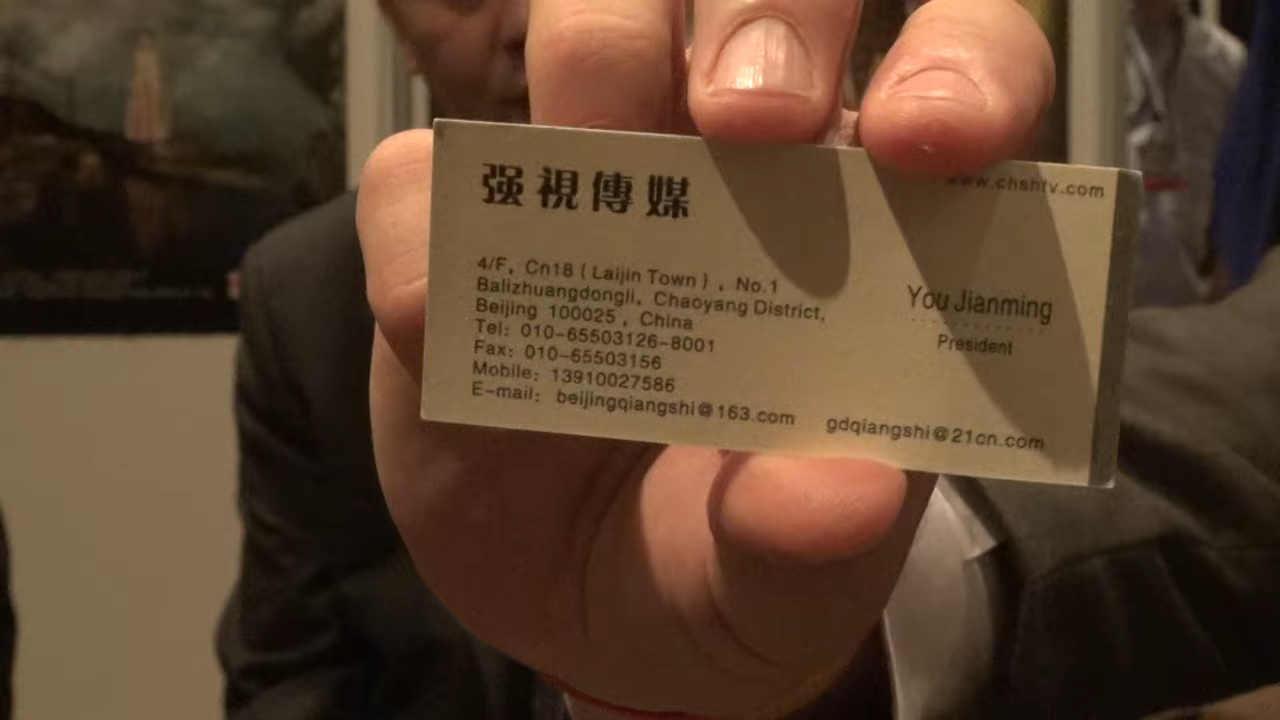 强視傳媒
www.chshtv.com
4/F, Cn18 (Laijin Town), No.1
Balizhuangdongli, Chaoyang District,
Beijing 100025, China
Tel: 010-65503126-8001
Fax: 010-65503156
Mobile: 13910027586
E-mail: beijingqiangshi@163.com gdqiangshi@21cn.com
You Jianming
President